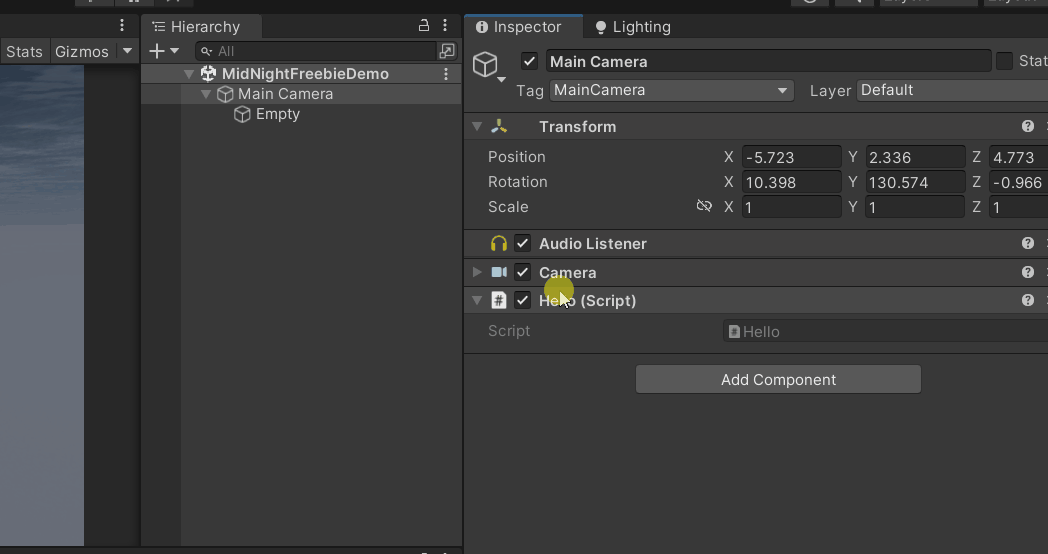 Hierarchy
Inspector
Lighting
Stats
Gizmos
All
Main Camera
Stat
MidNightFreebieDemo
Tag
MainCamera
Layer
Default
Main Camera
Empty
Transform
Position
X
-5.723
Y
2.336
Z
4.773
Rotation
X
10.398
Y
130.574
Z
-0.966
Scale
X
1
Y
1
Z
1
Audio Listener
Camera
# Hello (Script)
Script
Hello
Add Component